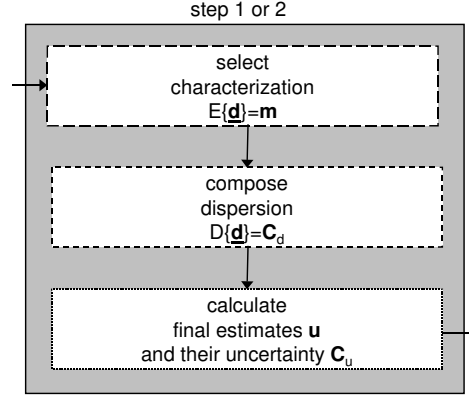 step 1 or 2
select
characterization
E{d}=m
compose
dispersion
D{d}=Cd
calculate
final estimates u
and their uncertainty Cu